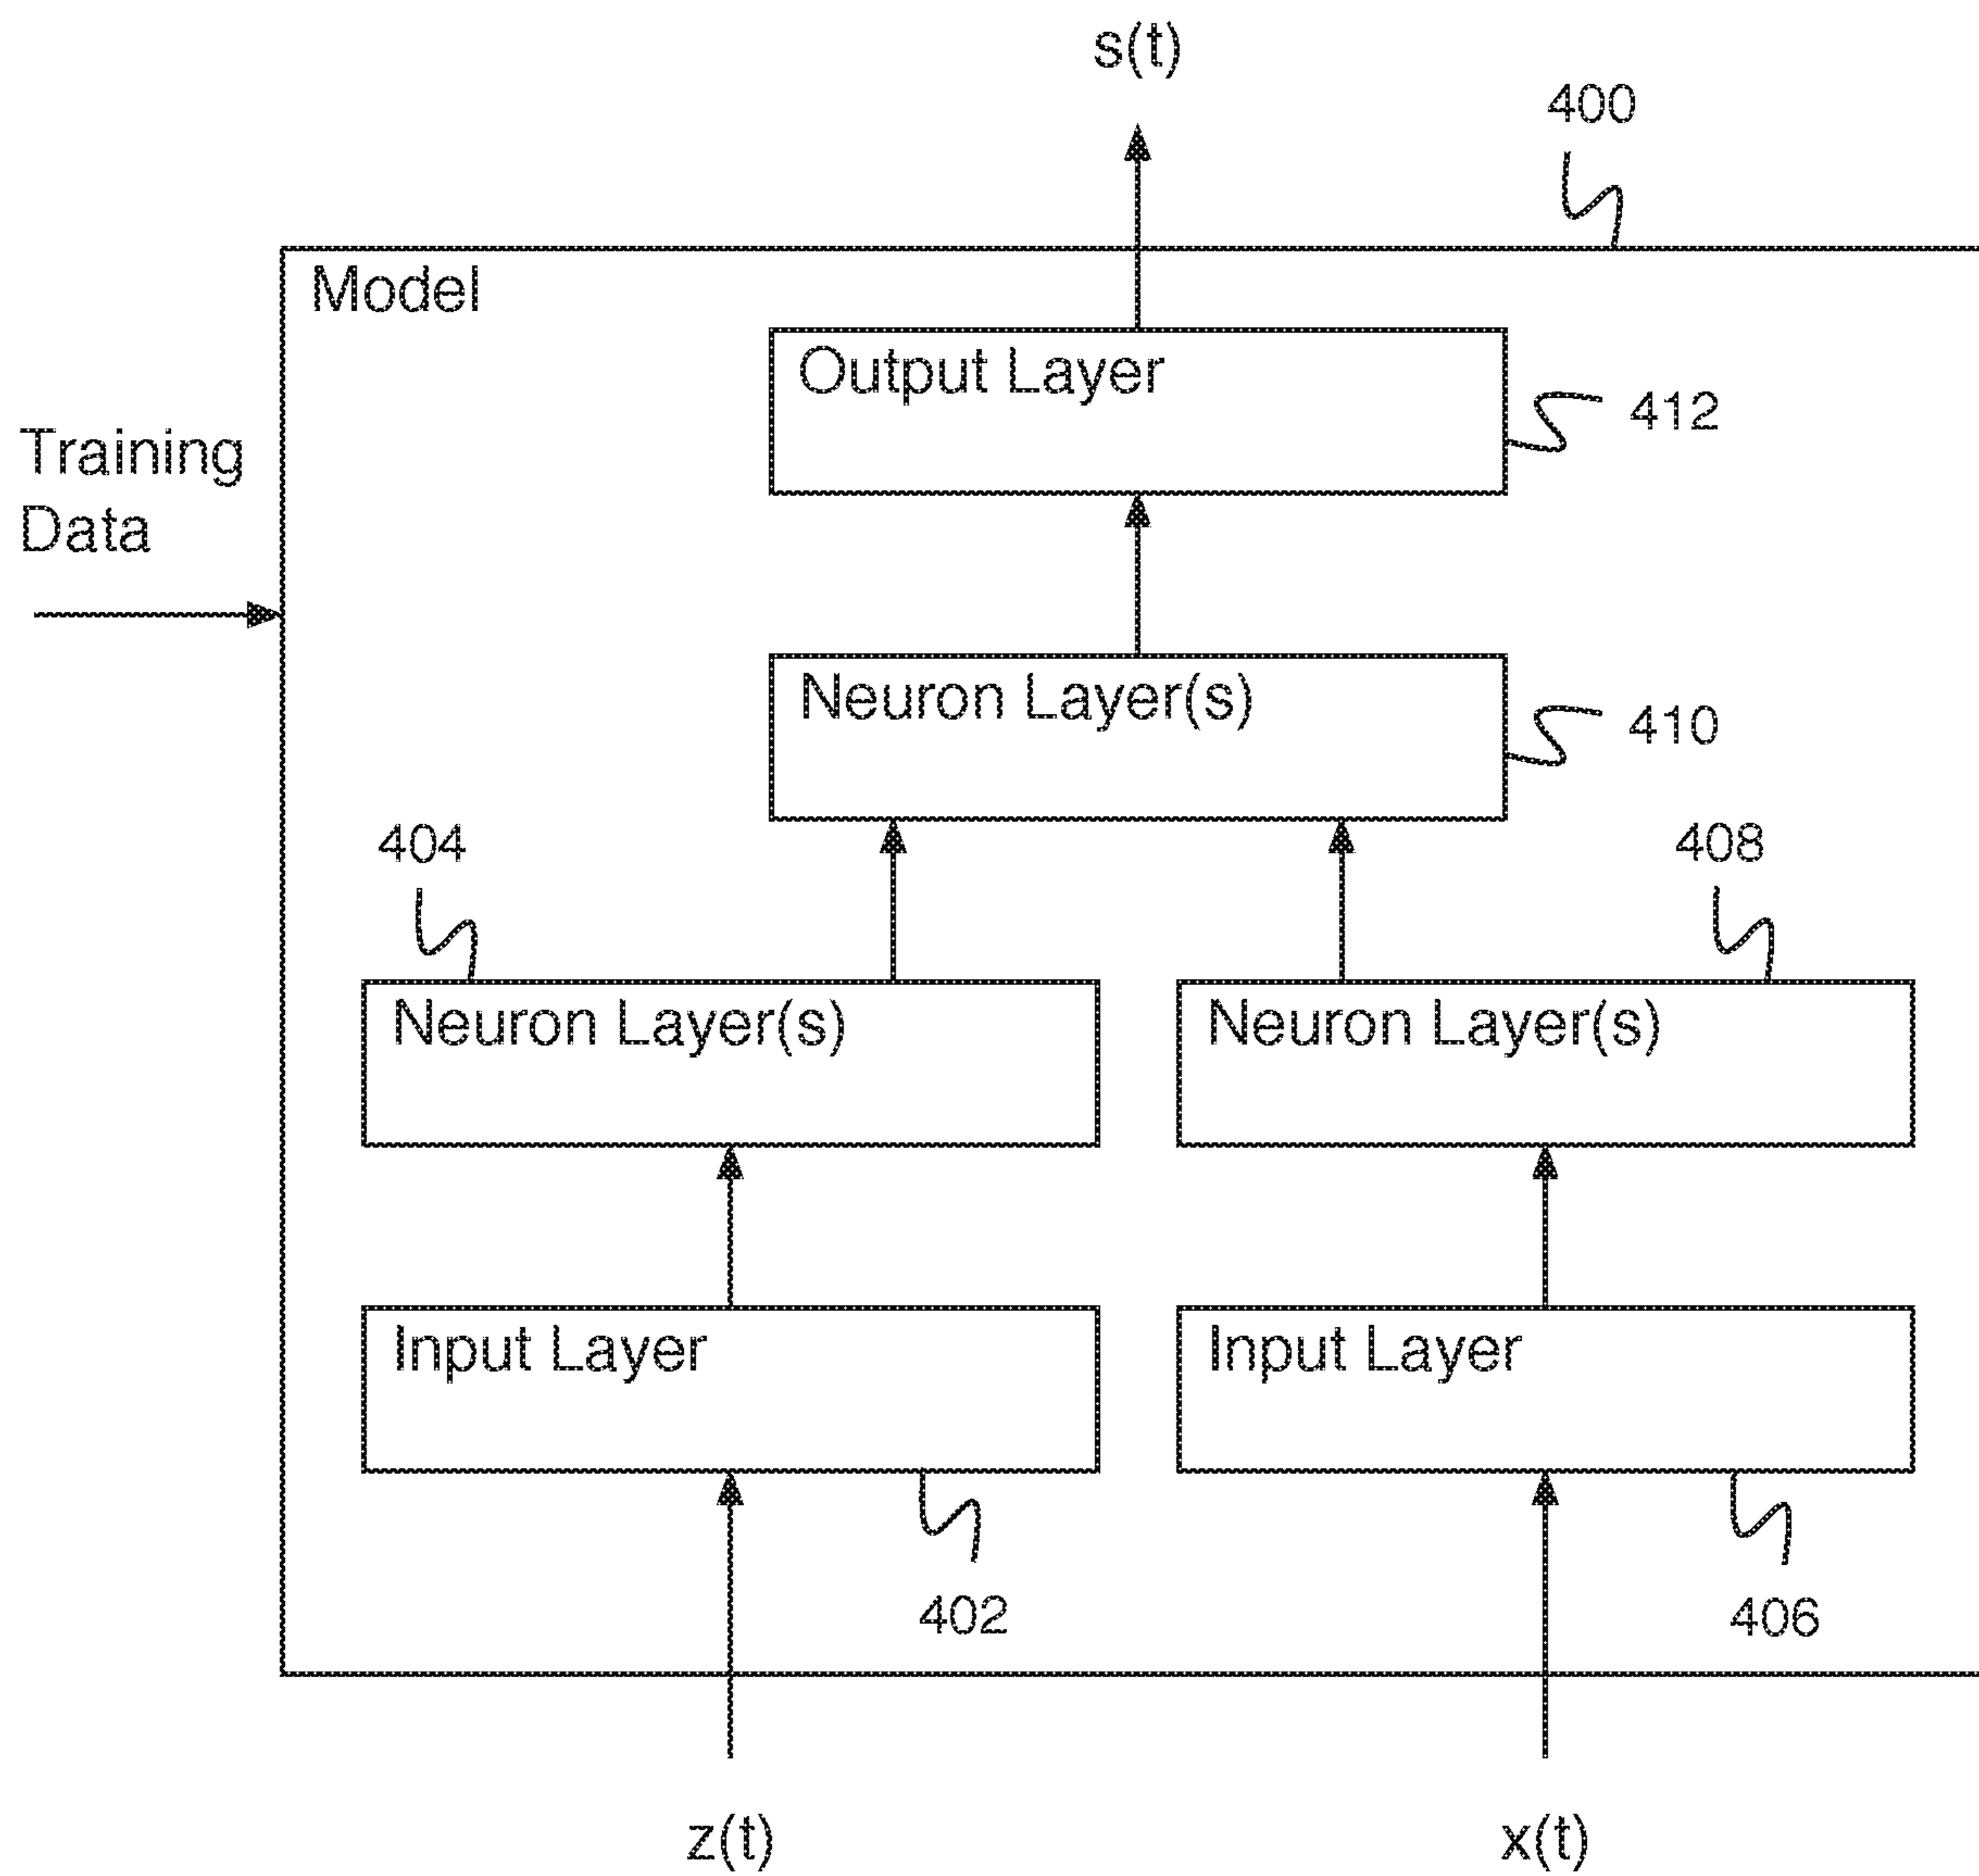 s(t)
400
Model
Output Layer
412
Training
Data
Neuron Layer(s)
410
404
408
Neuron Layer(s)
Neuron Layer(s)
Input Layer
Input Layer
402
406
z(t)
x(t)